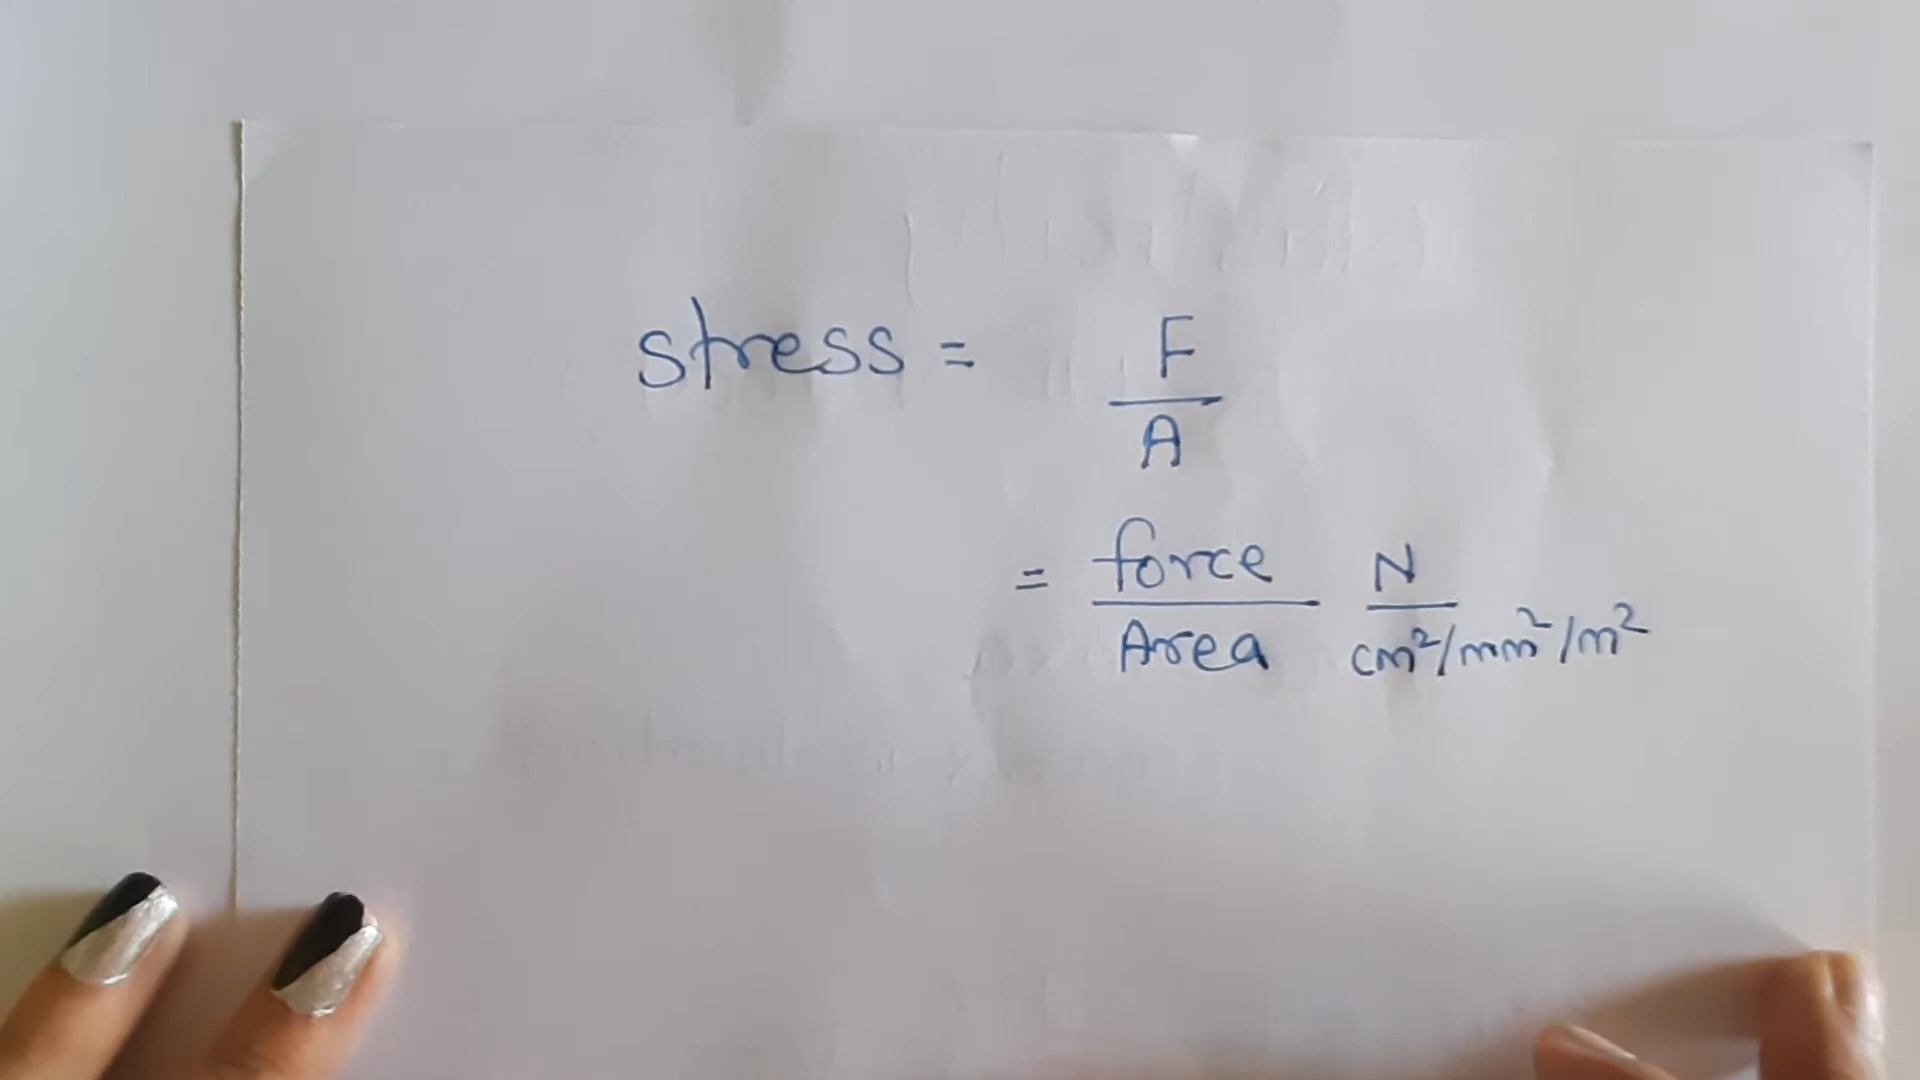 stress = F/A
= force/Area N/cm²/mm²/m²